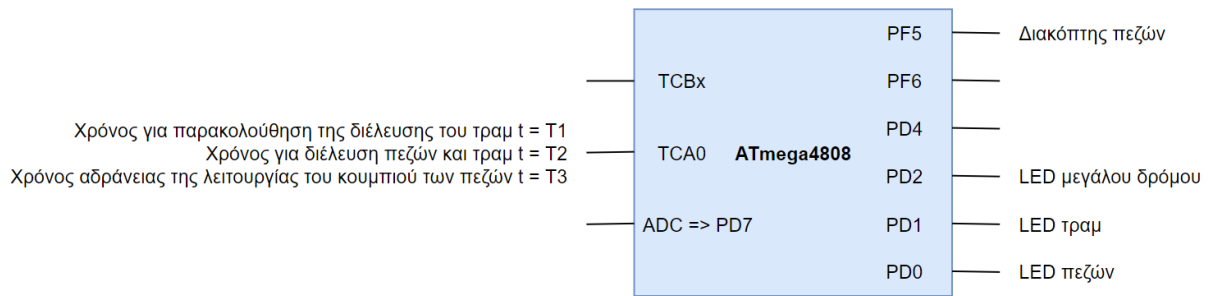 PF5 Διακόπτης πεζών
TCBx PF6
Χρόνος για παρακολούθηση της διέλευσης του τραμ t = T1
PD4
Χρόνος για διέλευση πεζών και τραμ t = T2
TCA0 ATmega4808
Χρόνος αδράνειας της λειτουργίας του κουμπιού των πεζών t = T3
PD2 LED μεγάλου δρόμου
ADC => PD7 PD1 LED τραμ
PD0 LED πεζών